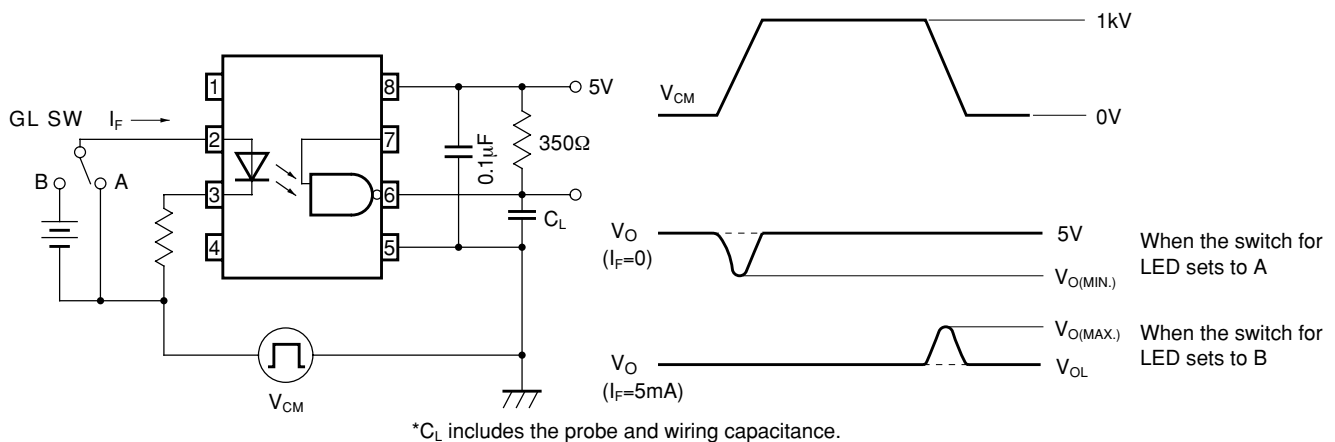 GL SW
I_F
B
A
1
2
3
4
8
7
6
5
0.1µF
350Ω
5V
C_L
V_CM
V_CM
1kV
0V
V_O
(I_F=0)
5V
V_O(MIN.)
When the switch for
LED sets to A
V_O
(I_F=5mA)
V_O(MAX.)
V_OL
When the switch for
LED sets to B
*C_L includes the probe and wiring capacitance.